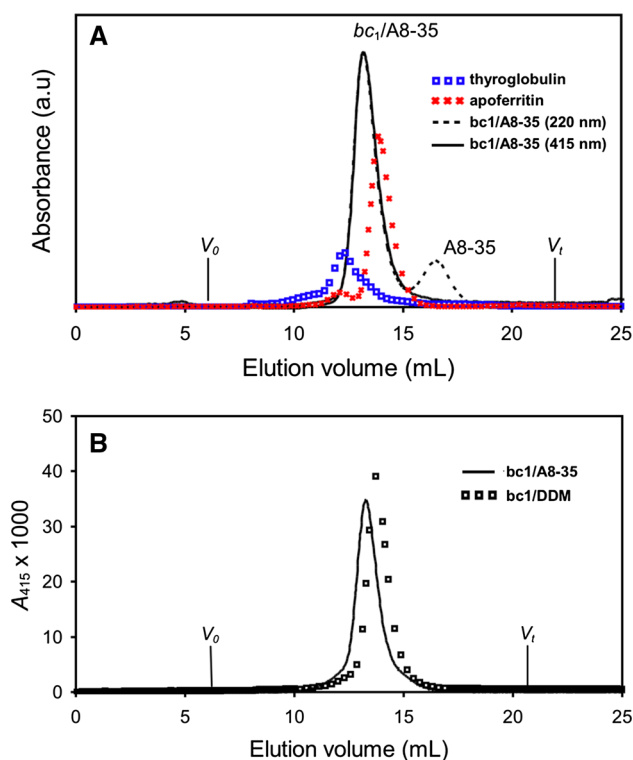 A
bc₁/A8-35
thyroglobulin
apoferritin
bc1/A8-35 (220 nm)
bc1/A8-35 (415 nm)
Absorbance (a.u)
V₀
A8-35
Vₜ
0 5 10 15 20 25
Elution volume (mL)
B
50
40
30
20
10
0
bc1/A8-35
bc1/DDM
A₄₁₅ x 1000
V₀
Vₜ
0 5 10 15 20 25
Elution volume (mL)